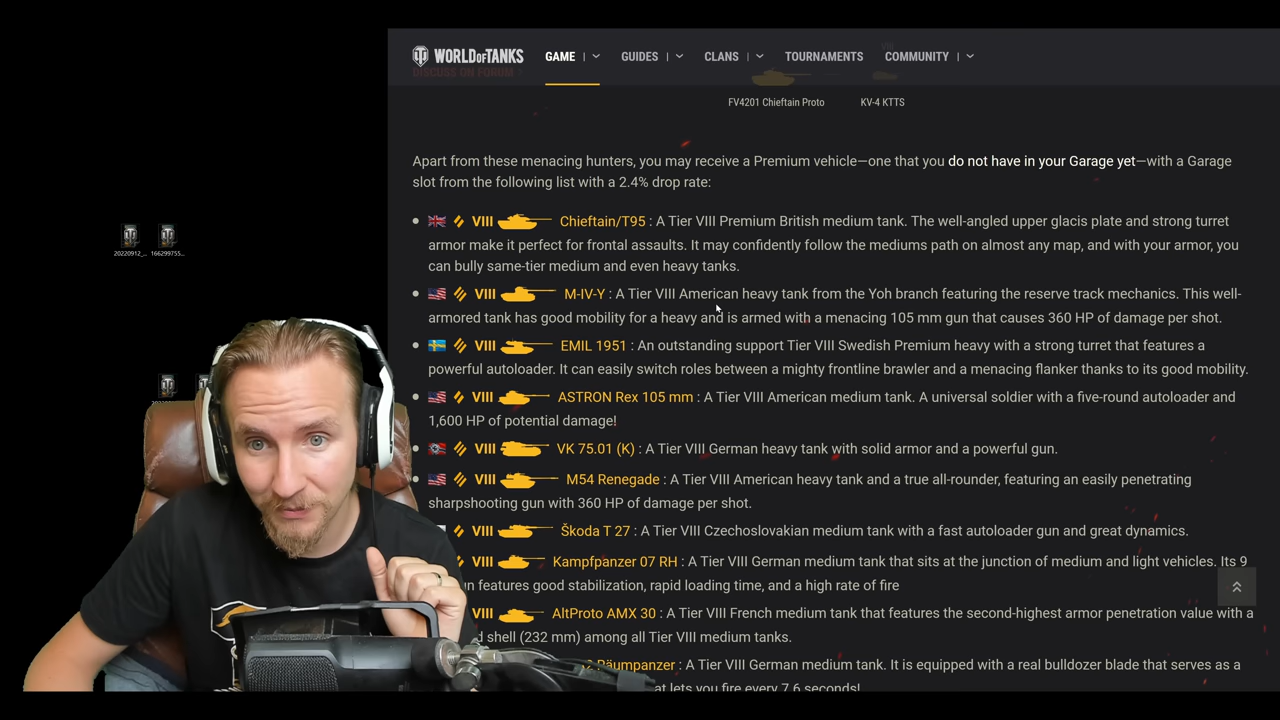 WORLD OF TANKS GAME GUIDES CLANS TOURNAMENTS COMMUNITY
DISCUSS ON FORUM
FV4201 Chieftain Proto KV-4 KTTS
Apart from these menacing hunters, you may receive a Premium vehicle—one that you do not have in your Garage yet—with a Garage
slot from the following list with a 2.4% drop rate:
VIII Chieftain/T95 : A Tier VIII Premium British medium tank. The well-angled upper glacis plate and strong turret
armor make it perfect for frontal assaults. It may confidently follow the mediums path on almost any map, and with your armor, you
can bully same-tier medium and even heavy tanks.
VIII M-IV-Y : A Tier VIII American heavy tank from the Yoh branch featuring the reserve track mechanics. This well-
armored tank has good mobility for a heavy and is armed with a menacing 105 mm gun that causes 360 HP of damage per shot.
VIII EMIL 1951 : An outstanding support Tier VIII Swedish Premium heavy with a strong turret that features a
powerful autoloader. It can easily switch roles between a mighty frontline brawler and a menacing flanker thanks to its good mobility.
VIII ASTRON Rex 105 mm : A Tier VIII American medium tank. A universal soldier with a five-round autoloader and
1,600 HP of potential damage!
VIII VK 75.01 (K) : A Tier VIII German heavy tank with solid armor and a powerful gun.
VIII M54 Renegade : A Tier VIII American heavy tank and a true all-rounder, featuring an easily penetrating
sharpshooting gun with 360 HP of damage per shot.
VIII Škoda T 27 : A Tier VIII Czechoslovakian medium tank with a fast autoloader gun and great dynamics.
VIII Kampfpanzer 07 RH : A Tier VIII German medium tank that sits at the junction of medium and light vehicles. Its 9
features good stabilization, rapid loading time, and a high rate of fire
VIII AltProto AMX 30 : A Tier VIII French medium tank that features the second-highest armor penetration value with a
shell (232 mm) among all Tier VIII medium tanks.
Räumpanzer : A Tier VIII German medium tank. It is equipped with a real bulldozer blade that serves as a
lets you fire every 7.6 seconds!
20220912_... 166299755...